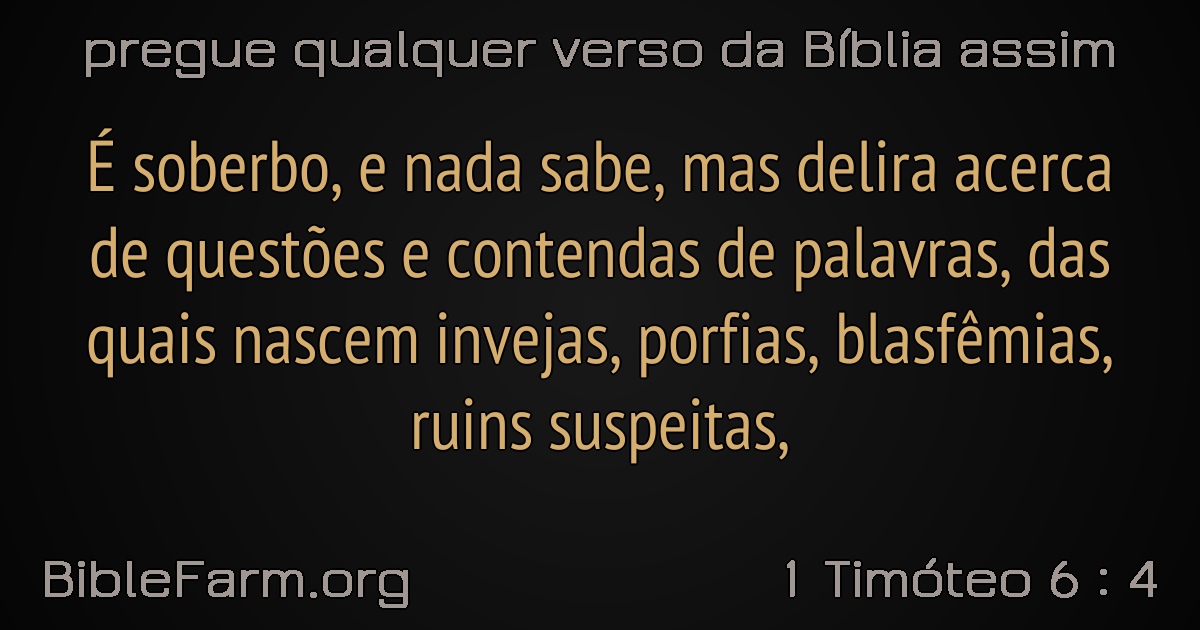 pregue qualquer verso da Bíblia assim
É soberbo, e nada sabe, mas delira acerca
de questões e contendas de palavras, das
quais nascem invejas, porfias, blasfêmias,
ruins suspeitas,
BibleFarm.org
1 Timóteo 6 : 4